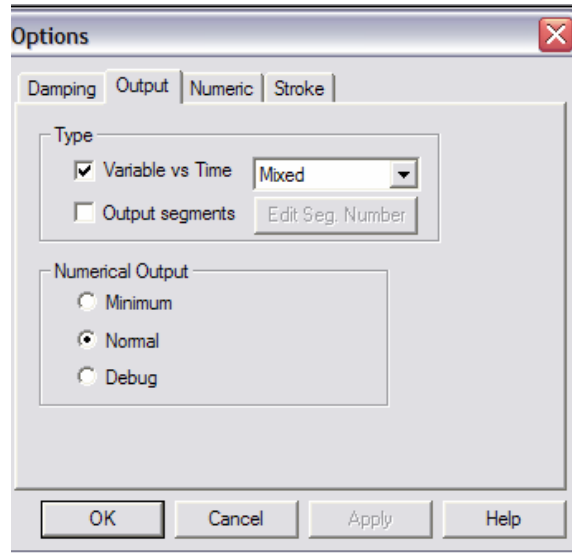 Options
Damping Output Numeric Stroke
Type
Variable vs Time Mixed
Output segments Edit Seg. Number
Numerical Output
Minimum
Normal
Debug
OK Cancel Apply Help